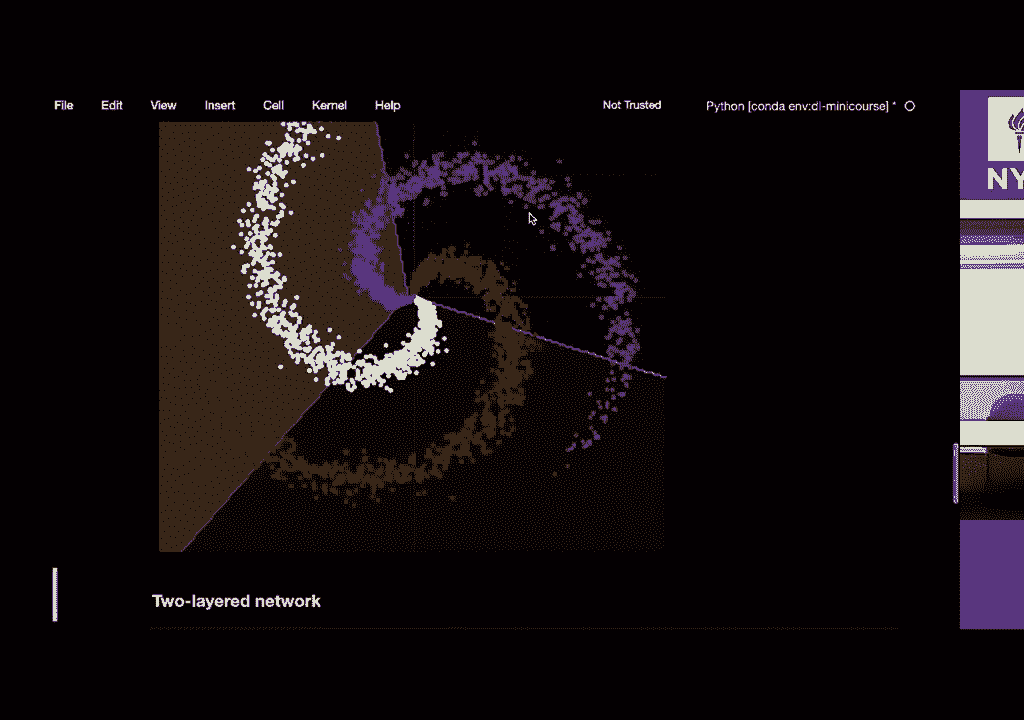 File Edit View Insert Cell Kernel Help Not Trusted Python [conda env:dl-minicourse] *
NY
Two-layered network